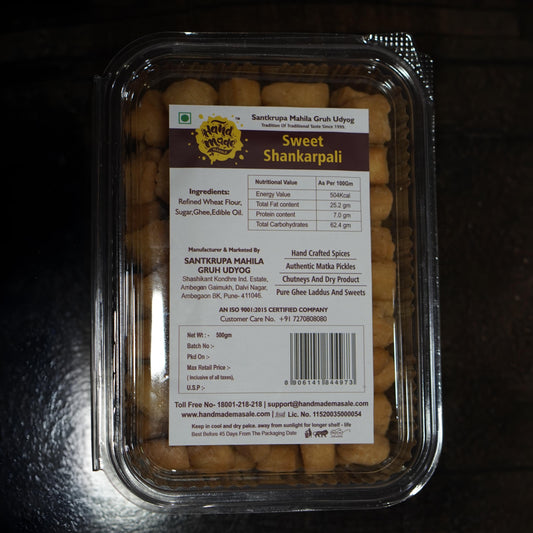 Santkrupa Mahila Gruh Udyog
Tradition Of Traditional Taste Since 1995
Hand Made TM
Sweet
Shankarpali
Ingredients:
Refined Wheat Flour,
Sugar,Ghee,Edible Oil.
Nutritional Value As Per 100Gm
Energy Value 504Kcal
Total Fat content 25.2 gm
Protein content 7.0 gm
Total Carbohydrates 62.4 gm
Manufacturer & Marketed By
SANTKRUPA MAHILA
GRUH UDYOG
Shashikant Kondhre Ind. Estate,
Ambegan Gaimukh, Dalvi Nagar,
Ambegaon BK, Pune- 411046.
Hand Crafted Spices
Authentic Matka Pickles
Chutneys And Dry Product
Pure Ghee Laddus And Sweets
AN ISO 9001:2015 CERTIFIED COMPANY
Customer Care No. +91 7270808080
Net Wt :- 500gm
Batch No :-
Pkd On :-
Max Retail Price :-
( Inclusive of all taxes),
U.S.P :-
8 906141 844973
Toll Free No- 18001-218-218 | support@handmademasale.com
www.handmademasale.com | fssai Lic. No. 11520035000054
Keep in cool and dry palce. away from sunlight for longer shelf - life
Best Before 45 Days From The Packaging Date